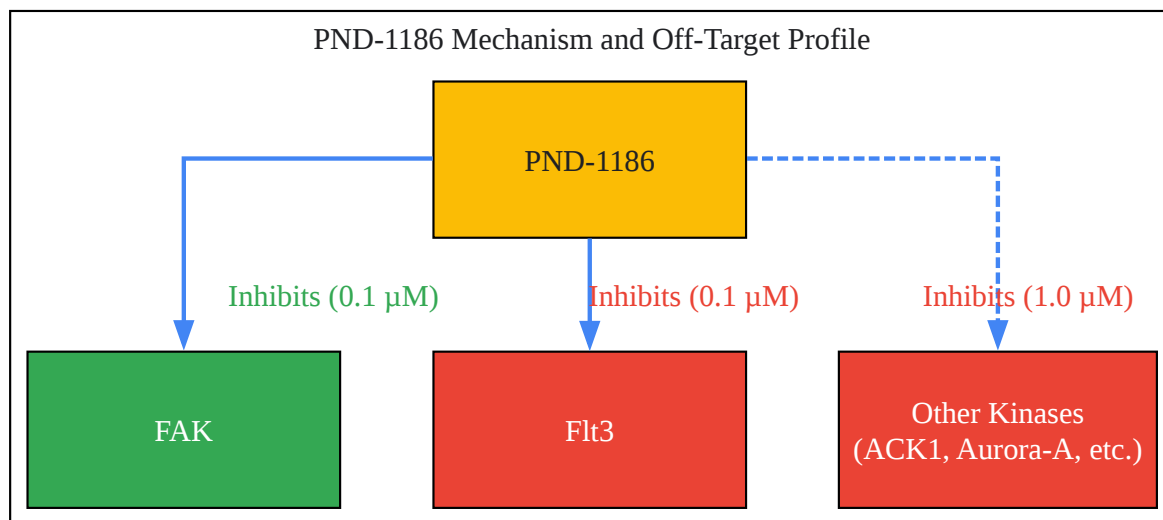 PND-1186 Mechanism and Off-Target Profile
PND-1186
Inhibits (0.1 µM)
Inhibits (0.1 µM)
Inhibits (1.0 µM)
FAK
Flt3
Other Kinases
(ACK1, Aurora-A, etc.)